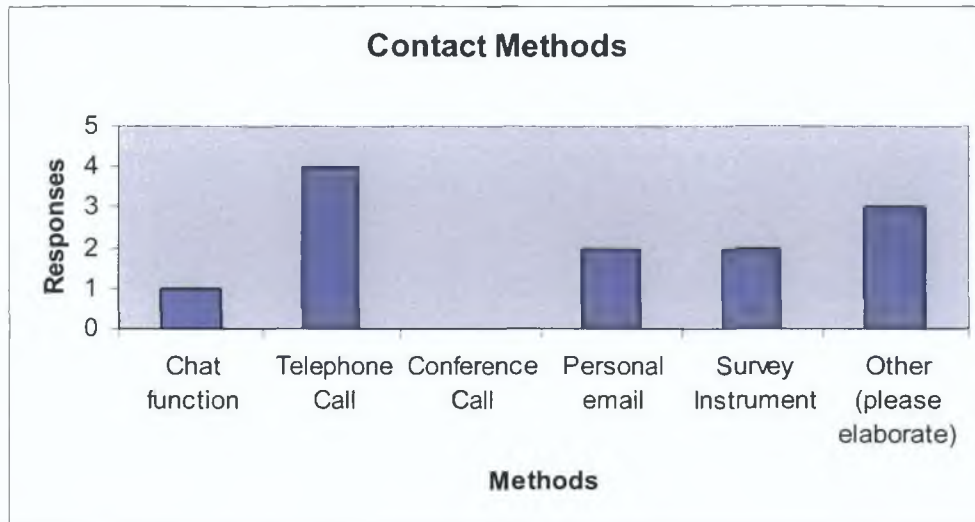 Contact Methods
Responses
5
4
3
2
1
0
Chat function
Telephone Call
Conference Call
Personal email
Survey Instrument
Other (please elaborate)
Methods